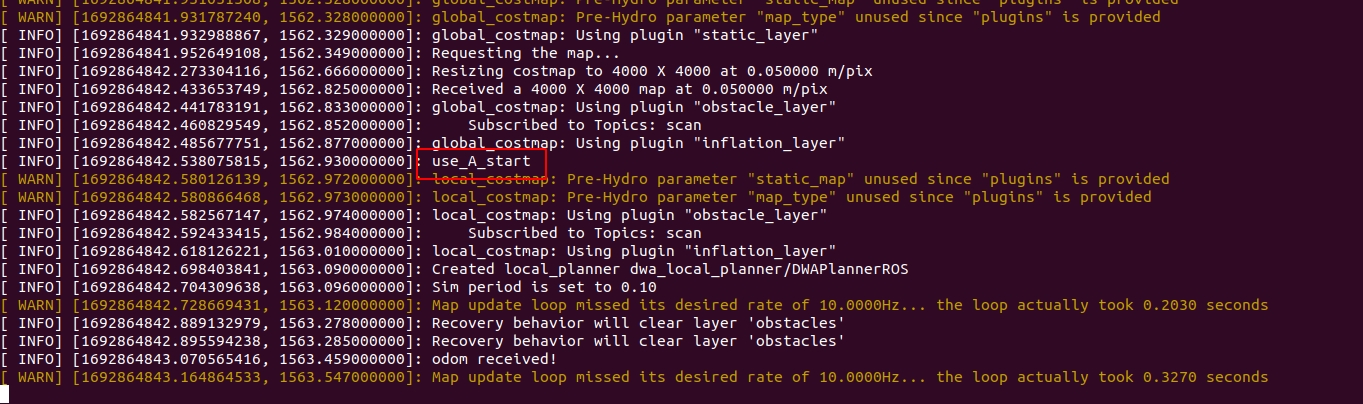 [ WARN] [1692864841.931051308, 1562.328000000]: global_costmap: Pre-Hydro parameter "static_map" unused since "plugins" is provided
[ WARN] [1692864841.931787240, 1562.328000000]: global_costmap: Pre-Hydro parameter "map_type" unused since "plugins" is provided
[ INFO] [1692864841.932988867, 1562.329000000]: global_costmap: Using plugin "static_layer"
[ INFO] [1692864841.952649108, 1562.349000000]: Requesting the map...
[ INFO] [1692864842.273304116, 1562.666000000]: Resizing costmap to 4000 X 4000 at 0.050000 m/pix
[ INFO] [1692864842.433653749, 1562.825000000]: Received a 4000 X 4000 map at 0.050000 m/pix
[ INFO] [1692864842.441783191, 1562.833000000]: global_costmap: Using plugin "obstacle_layer"
[ INFO] [1692864842.460829549, 1562.852000000]:     Subscribed to Topics: scan
[ INFO] [1692864842.485677751, 1562.877000000]: global_costmap: Using plugin "inflation_layer"
[ INFO] [1692864842.538075815, 1562.930000000]: use_A_start
[ WARN] [1692864842.580126139, 1562.972000000]: local_costmap: Pre-Hydro parameter "static_map" unused since "plugins" is provided
[ WARN] [1692864842.580866468, 1562.973000000]: local_costmap: Pre-Hydro parameter "map_type" unused since "plugins" is provided
[ INFO] [1692864842.582567147, 1562.974000000]: local_costmap: Using plugin "obstacle_layer"
[ INFO] [1692864842.592433415, 1562.984000000]:     Subscribed to Topics: scan
[ INFO] [1692864842.618126221, 1563.010000000]: local_costmap: Using plugin "inflation_layer"
[ INFO] [1692864842.698403841, 1563.090000000]: Created local_planner dwa_local_planner/DWAPlannerROS
[ INFO] [1692864842.704309638, 1563.096000000]: Sim period is set to 0.10
[ WARN] [1692864842.728669431, 1563.120000000]: Map update loop missed its desired rate of 10.0000Hz... the loop actually took 0.2030 seconds
[ INFO] [1692864842.889132979, 1563.278000000]: Recovery behavior will clear layer 'obstacles'
[ INFO] [1692864842.895594238, 1563.285000000]: Recovery behavior will clear layer 'obstacles'
[ INFO] [1692864843.070565416, 1563.459000000]: odom received!
[ WARN] [1692864843.164864533, 1563.547000000]: Map update loop missed its desired rate of 10.0000Hz... the loop actually took 0.3270 seconds